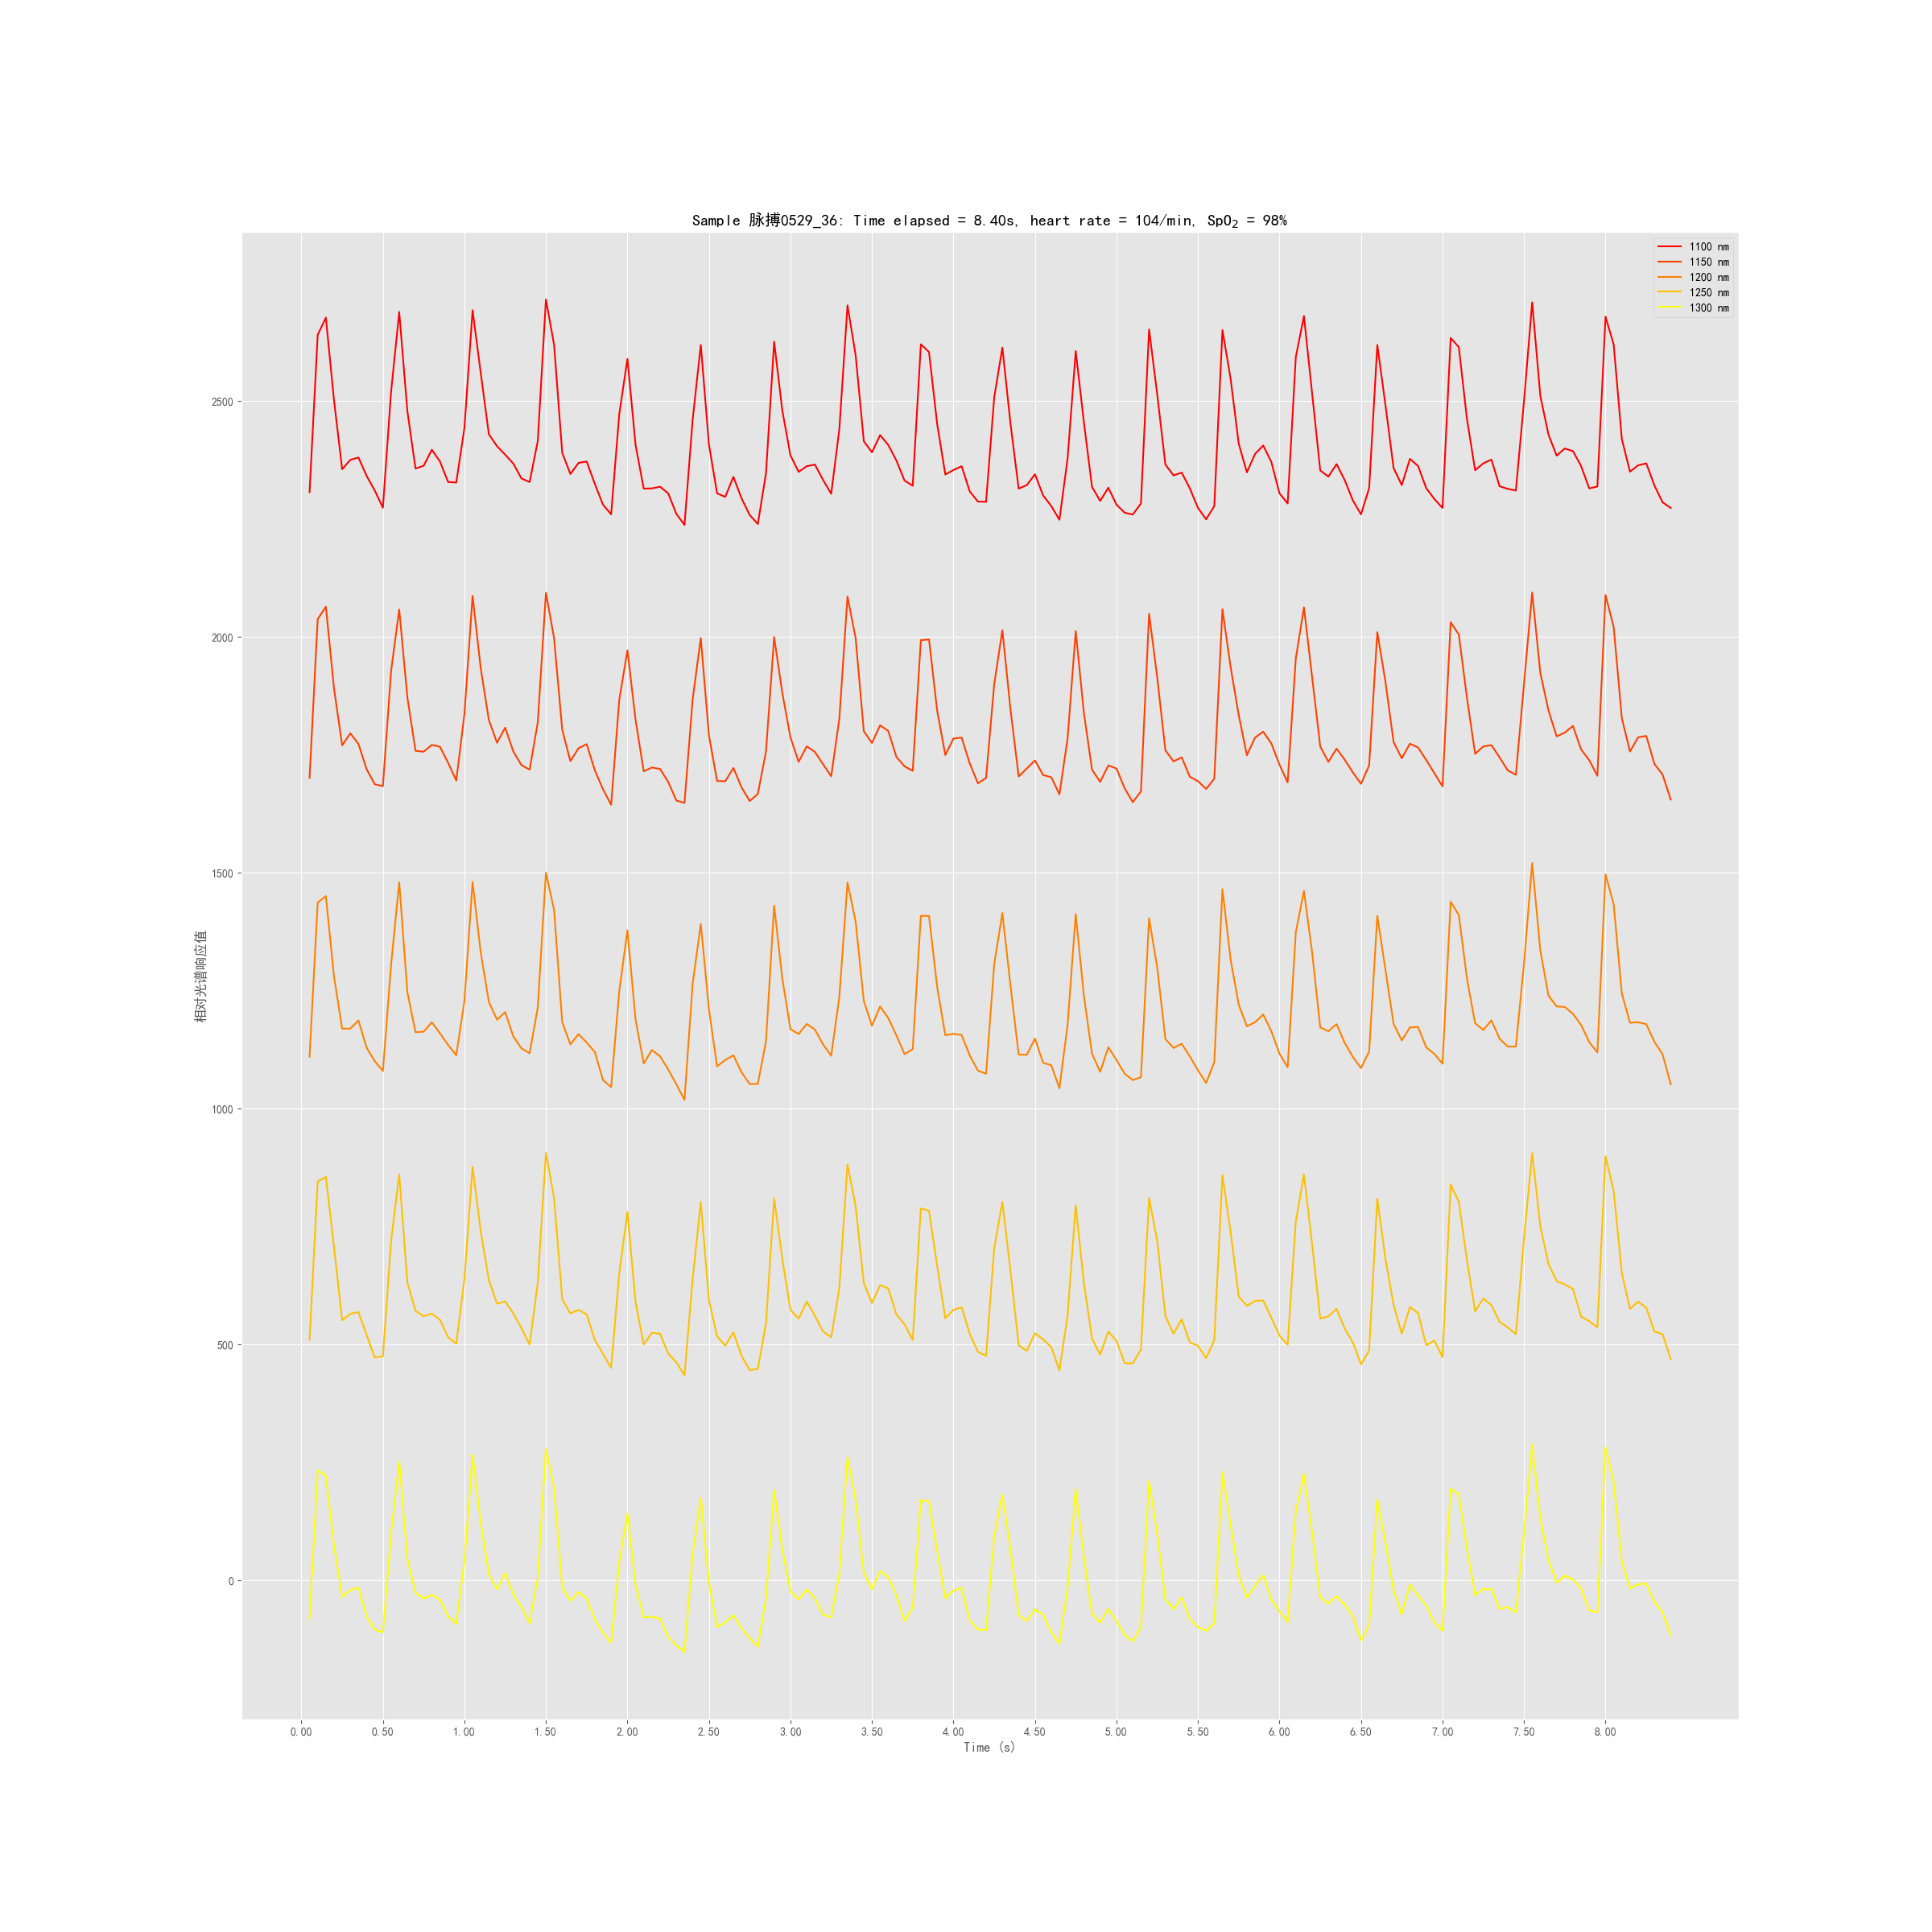 Sample 脉搏0529_36: Time elapsed = 8.40s, heart rate = 104/min, SpO₂ = 98%
1100 nm
1150 nm
1200 nm
1250 nm
1300 nm
2500
2000
1500
1000
500
0
相对光谱响应值
0.00 0.50 1.00 1.50 2.00 2.50 3.00 3.50 4.00 4.50 5.00 5.50 6.00 6.50 7.00 7.50 8.00
Time (s)